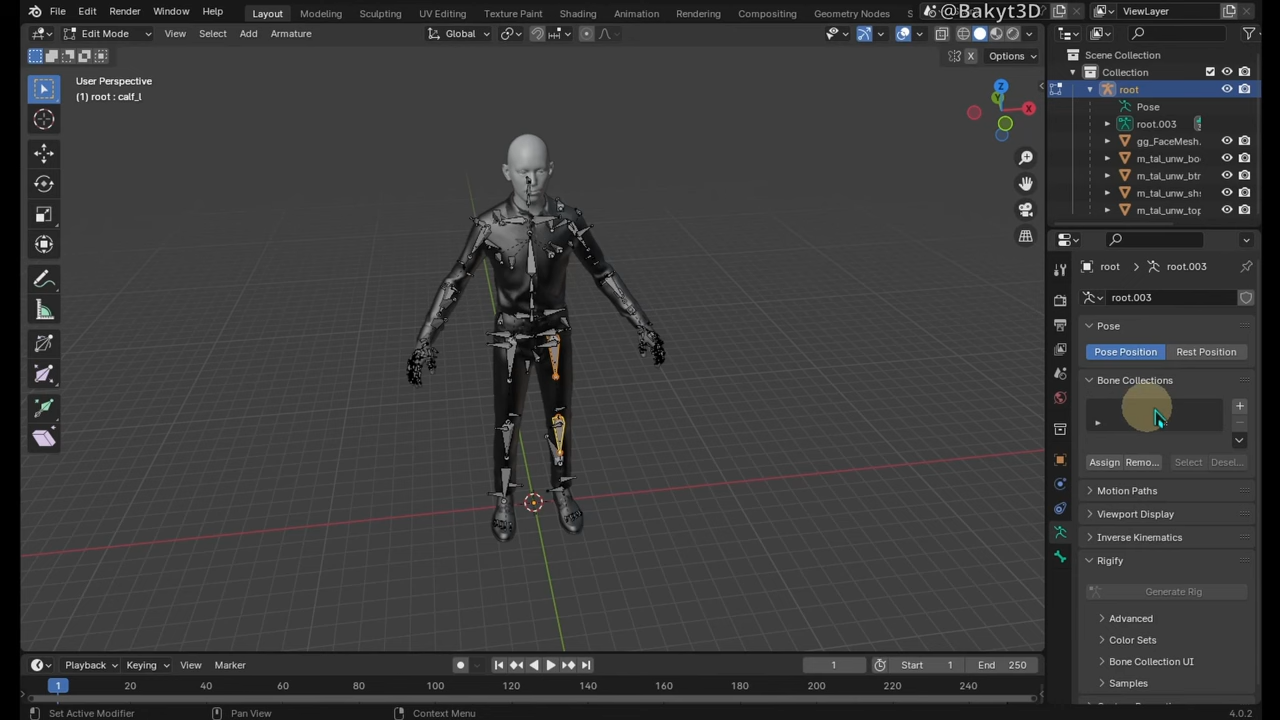 File Edit Render Window Help Layout Modeling Sculpting UV Editing Texture Paint Shading Animation Rendering Compositing Geometry Nodes @Bakyt3D ViewLayer
Edit Mode View Select Add Armature Global
X Options
User Perspective
(1) root : calf_l
Z
X
Y
Scene Collection
Collection
root
Pose
root.003
gg_FaceMesh.
m_tal_unw_bo
m_tal_unw_btr
m_tal_unw_sh
m_tal_unw_top
root root.003
root.003
Pose
Pose Position Rest Position
Bone Collections
Assign Remo... Select Desel...
Motion Paths
Viewport Display
Inverse Kinematics
Rigify
Generate Rig
Advanced
Color Sets
Bone Collection UI
Samples
Playback Keying View Marker 1 Start 1 End 250
1 20 40 60 80 100 120 140 160 180 200 220 240
Set Active Modifier Pan View Context Menu 4.0.2